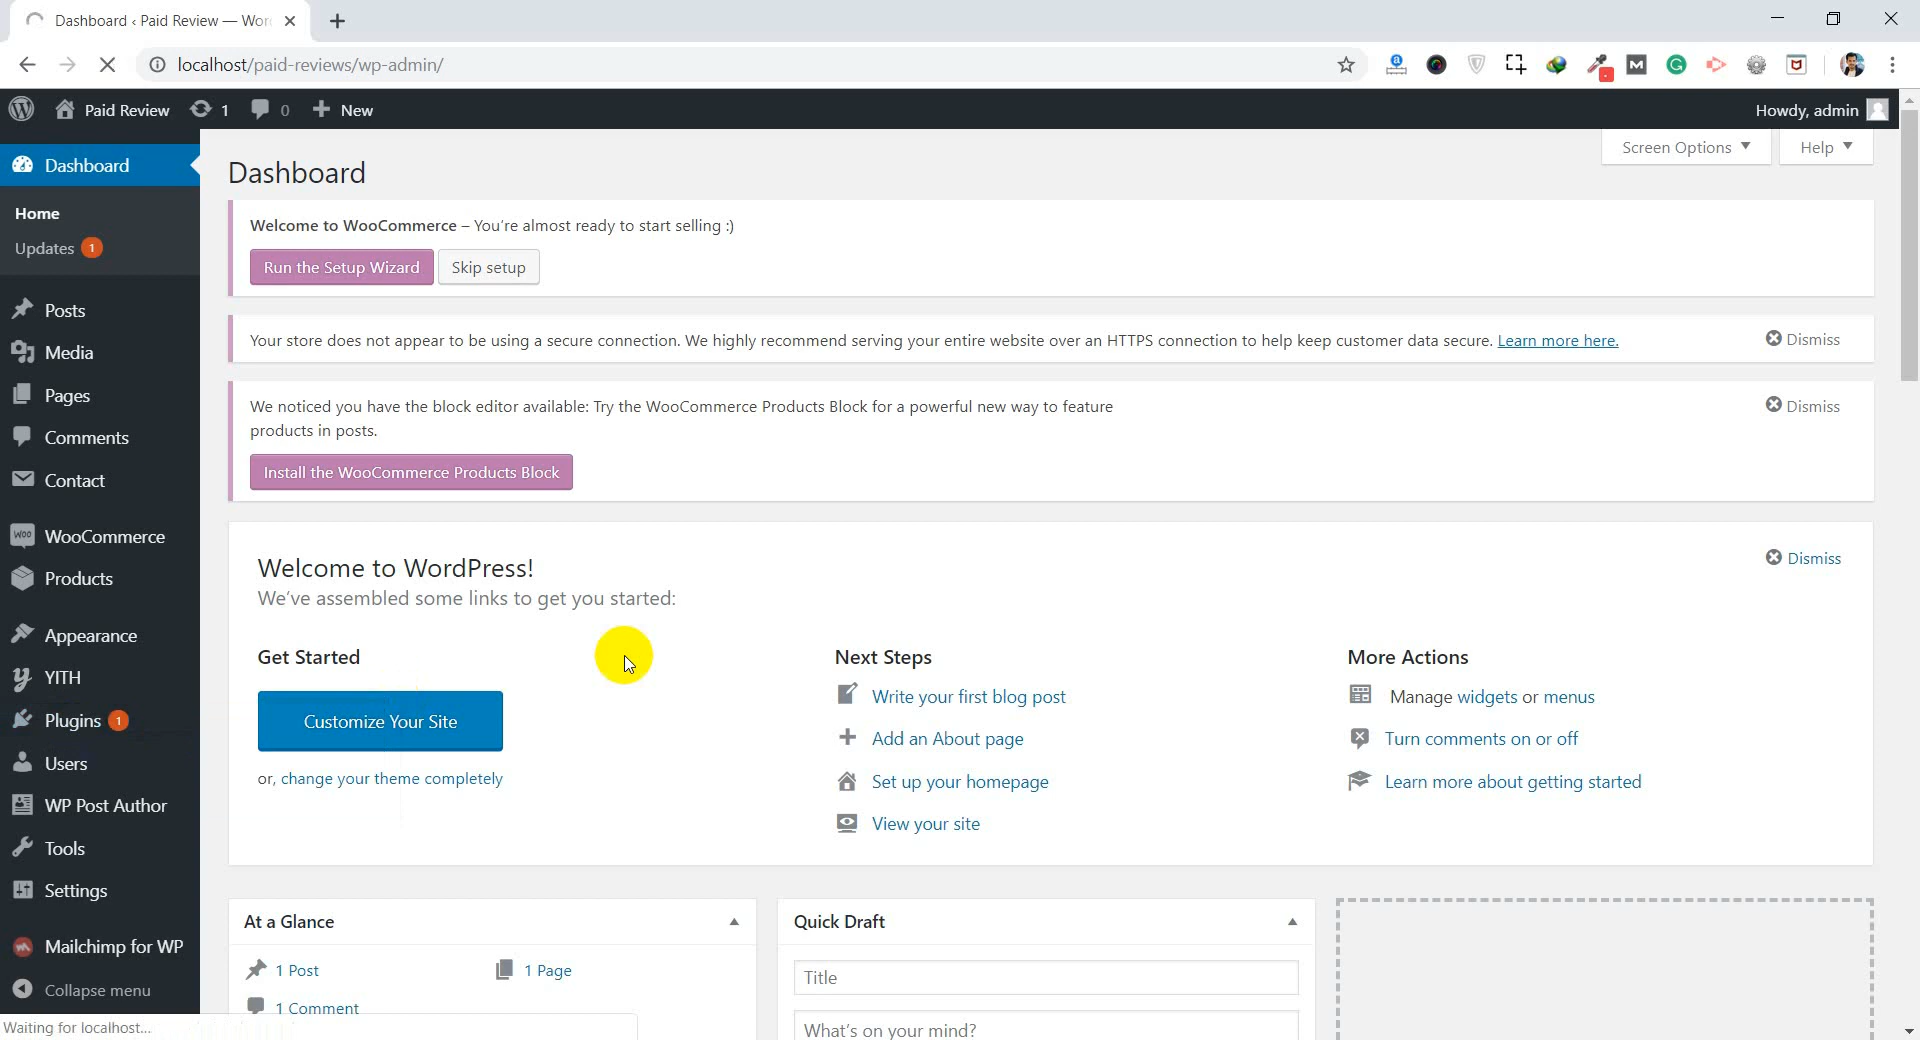 Dashboard ‹ Paid Review — Wor
localhost/paid-reviews/wp-admin/
Paid Review 1 0 New
Howdy, admin
Screen Options Help
Dashboard
Home
Updates 1
Posts
Media
Pages
Comments
Contact
WooCommerce
Products
Appearance
YITH
Plugins 1
Users
WP Post Author
Tools
Settings
Mailchimp for WP
Collapse menu
Dashboard
Welcome to WooCommerce – You're almost ready to start selling :)
Run the Setup Wizard Skip setup
Your store does not appear to be using a secure connection. We highly recommend serving your entire website over an HTTPS connection to help keep customer data secure. Learn more here. Dismiss
We noticed you have the block editor available: Try the WooCommerce Products Block for a powerful new way to feature
products in posts.
Dismiss
Install the WooCommerce Products Block
Welcome to WordPress!
We've assembled some links to get you started:
Dismiss
Get Started
Customize Your Site
or, change your theme completely
Next Steps
Write your first blog post
Add an About page
Set up your homepage
View your site
More Actions
Manage widgets or menus
Turn comments on or off
Learn more about getting started
At a Glance
1 Post 1 Page
1 Comment
Quick Draft
Title
What's on your mind?
Waiting for localhost...